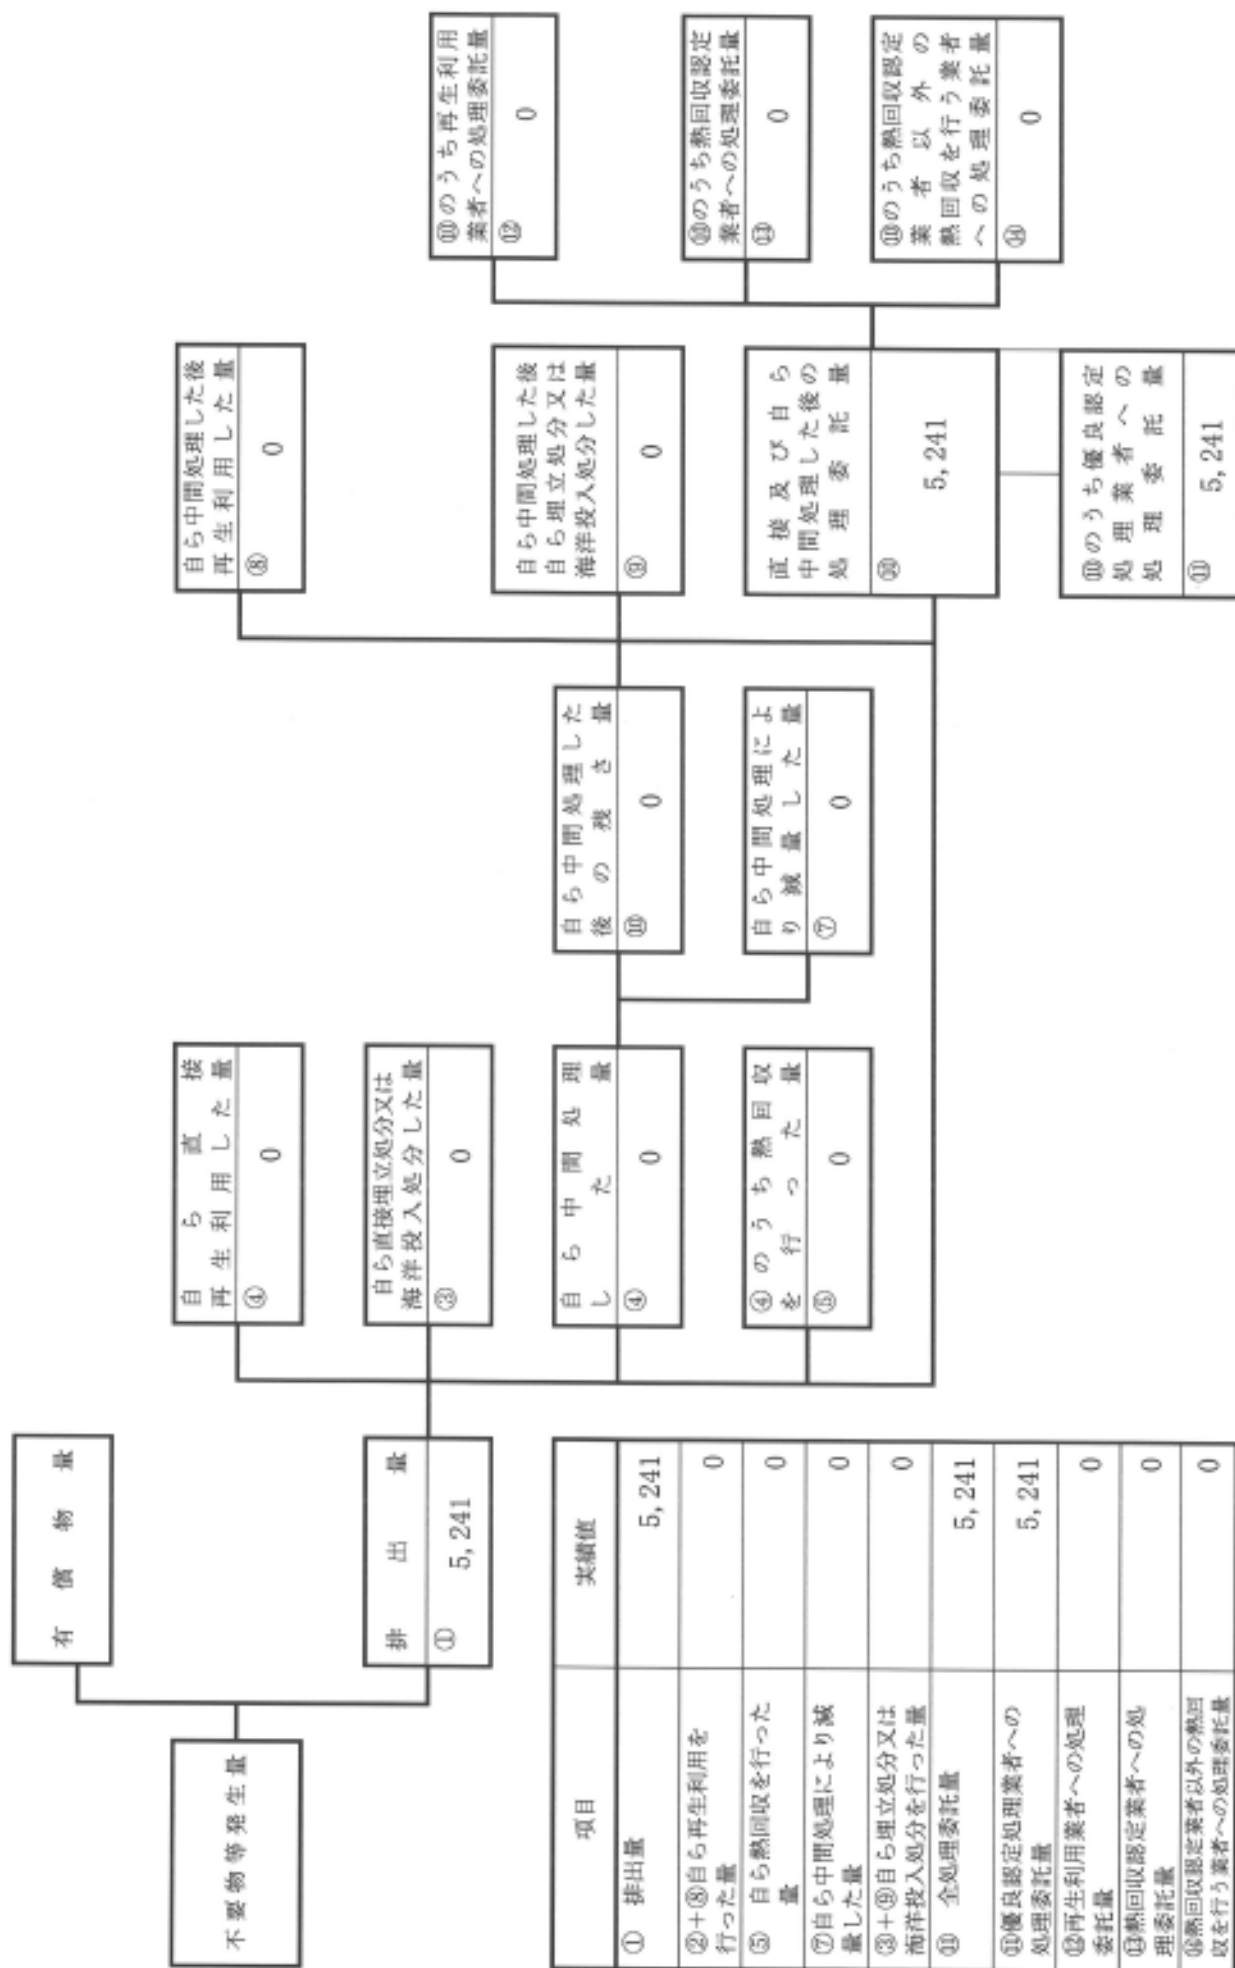 不要物等発生量
有償物量
排出量
① 5,241
自ら直接
再生利用した量
④ 0
自ら直接埋立処分又は
海洋投入処分した量
③ 0
自ら中間処理
した量
④ 0
④のうち熱回収
を行った量
⑤ 0
自ら中間処理した
後の残さ量
⑩ 0
自ら中間処理によ
り減量した量
⑦ 0
自ら中間処理した後
再生利用した量
⑧ 0
自ら中間処理した後
自ら埋立処分又は
海洋投入処分した量
⑨ 0
直接及び自ら
中間処理した後の
処理委託量
⑩ 5,241
⑩のうち優良認定
処理業者への
処理委託量
⑪ 5,241
⑩のうち再生利用
業者への処理委託量
⑫ 0
⑩のうち熱回収認定
業者への処理委託量
⑬ 0
⑩のうち熱回収認定
業者以外の
熱回収を行う業者
への処理委託量
⑭ 0
項目 実績値
① 排出量 5,241
②+⑧自ら再生利用を
行った量 0
⑤ 自ら熱回収を行った
量 0
⑦自ら中間処理により減
量した量 0
③+⑨自ら埋立処分又は
海洋投入処分を行った量 0
全処理委託量 5,241
⑪優良認定処理業者への
処理委託量 5,241
⑫再生利用業者への処理
委託量 0
⑬熱回収認定業者への処
理委託量 0
熱回収認定業者以外の熱回
収を行う業者への処理委託量 0